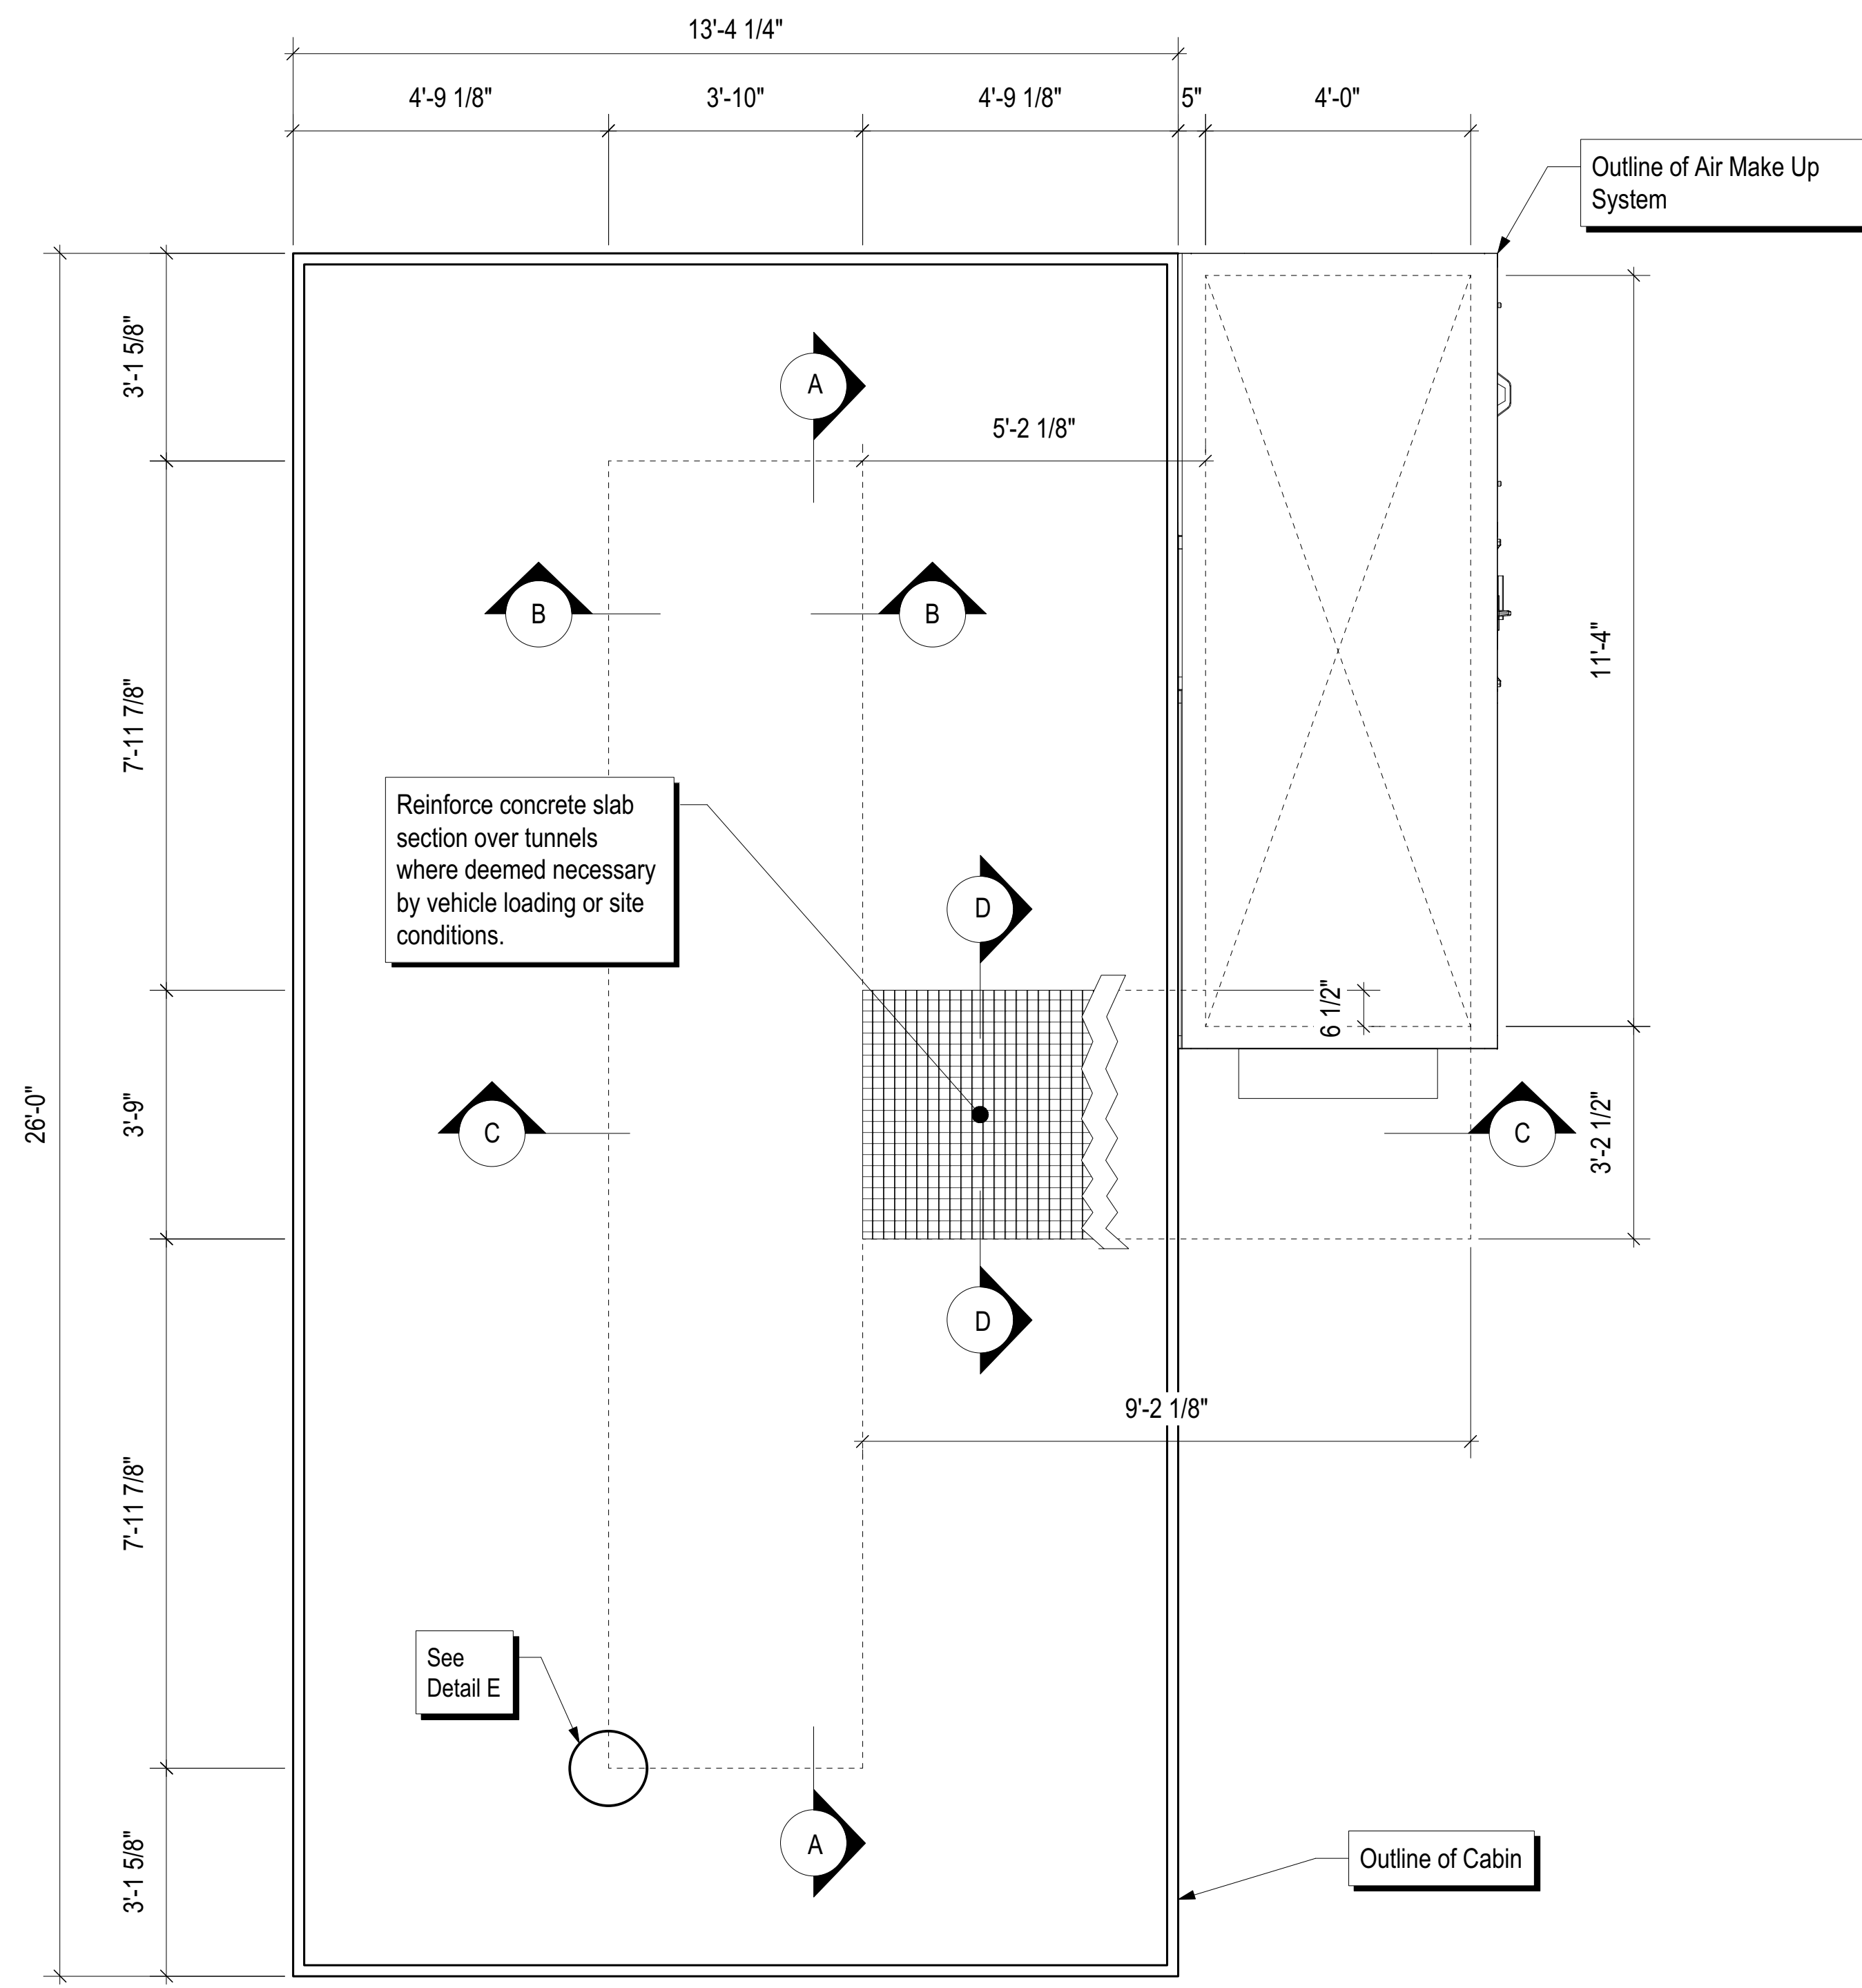 13'-4 1/4"
4'-9 1/8"
3'-10"
4'-9 1/8"
5"
4'-0"
Outline of Air Make Up
System
3'-1 5/8"
A
5'-2 1/8"
B
B
11'-4"
7'-11 7/8"
Reinforce concrete slab
section over tunnels
where deemed necessary
by vehicle loading or site
conditions.
D
6 1/2"
26'-0"
3'-9"
C
C
3'-2 1/2"
D
9'-2 1/8"
7'-11 7/8"
See
Detail E
A
3'-1 5/8"
Outline of Cabin